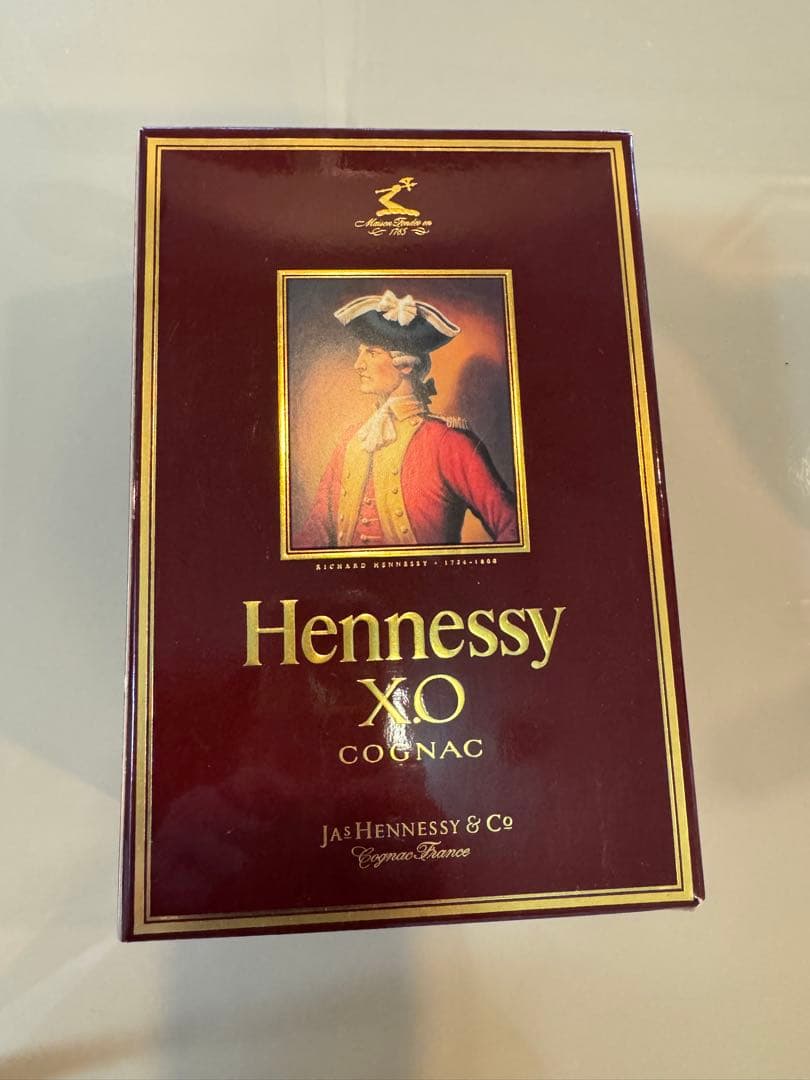 Maison Fondée en
1765
RICHARD HENNESSY • 1724-1800
Hennessy
X.O
COGNAC
JAS HENNESSY & Co
Cognac France